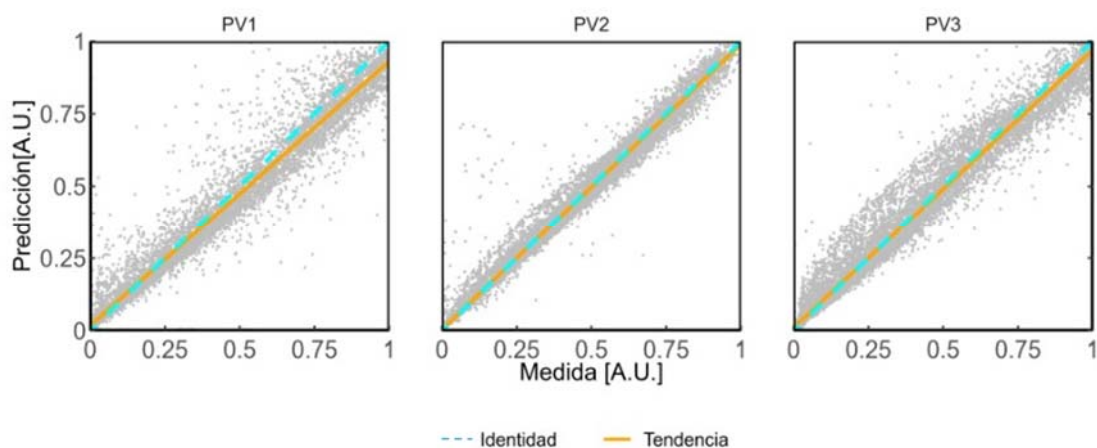 PV1 PV2 PV3
1
0.75
0.5
0.25
0
Predicción[A.U.]
0 0.25 0.5 0.75 1 0 0.25 0.5 0.75 1 0 0.25 0.5 0.75 1
Medida [A.U.]
Identidad Tendencia